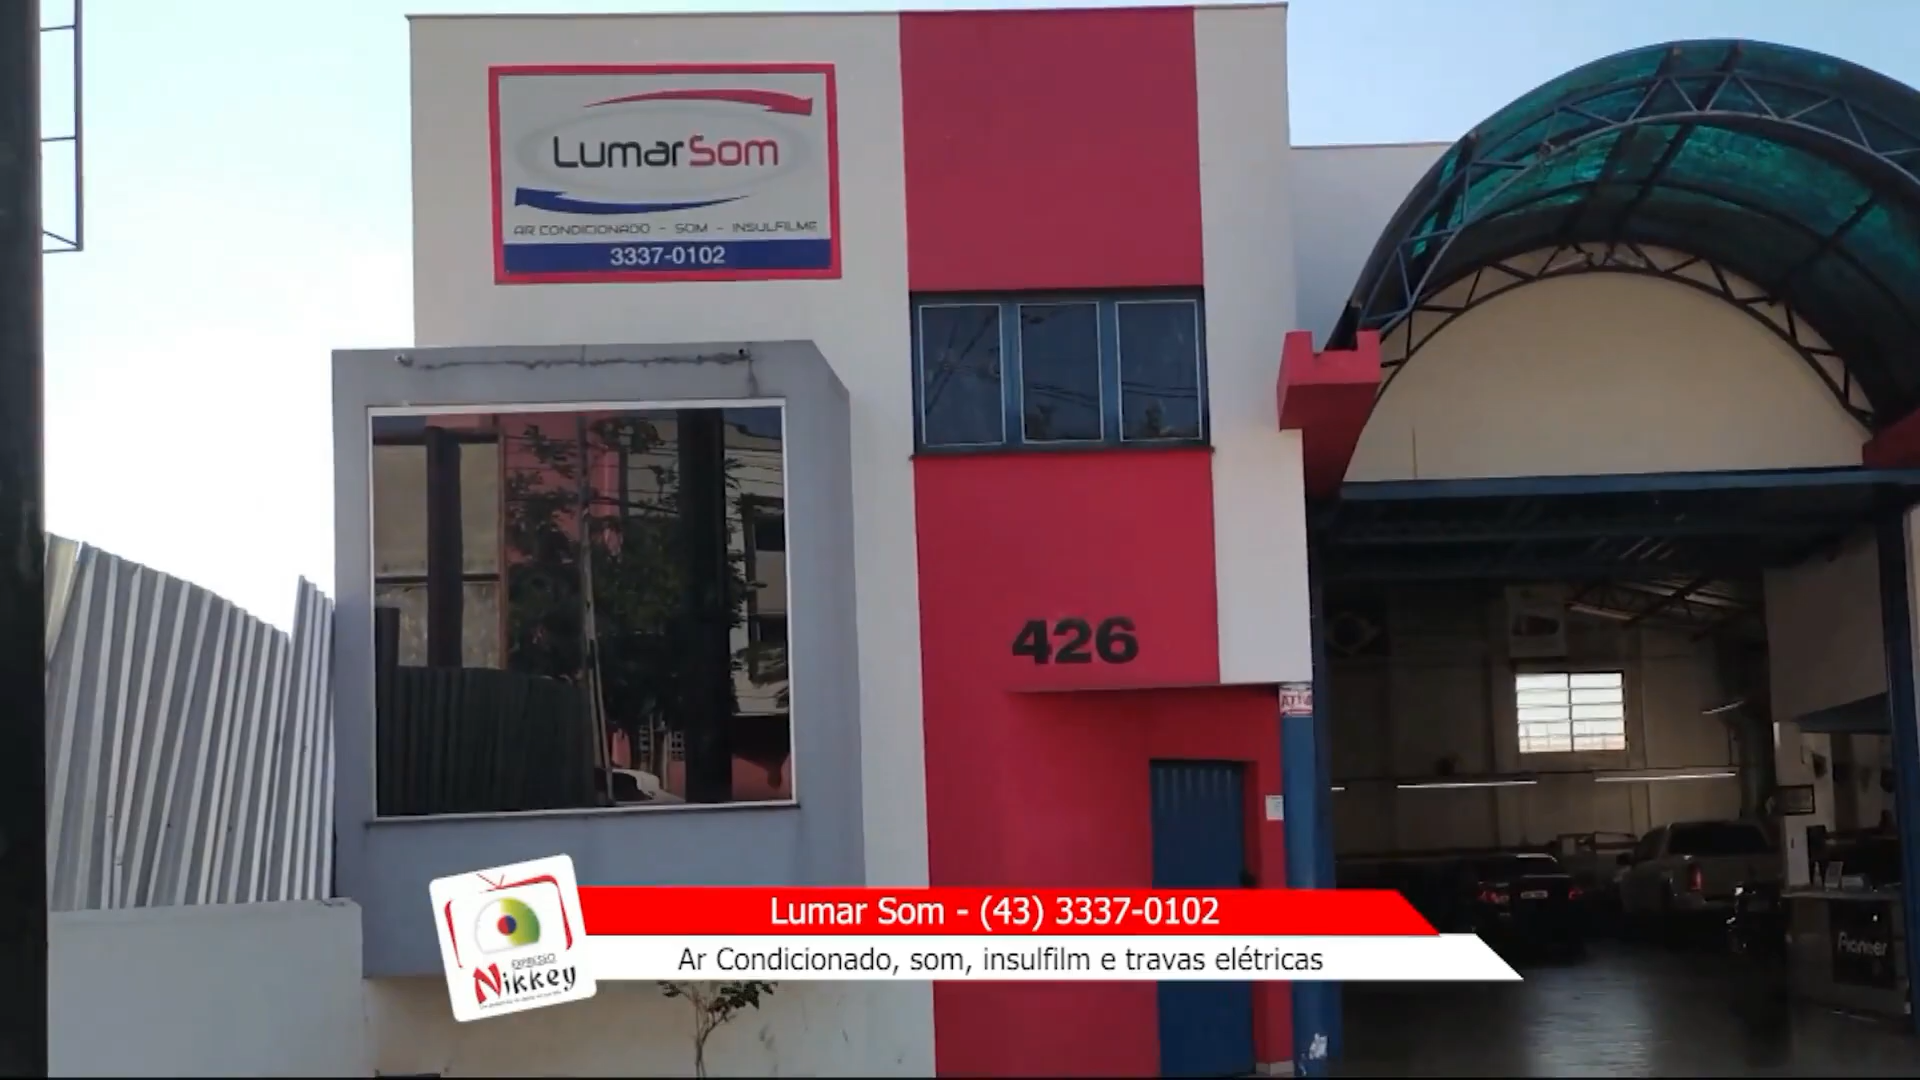 LumarSom
AR CONDICIONADO - SOM - INSULFILME
3337-0102
426
Pioneer
Lumar Som - (43) 3337-0102
Ar Condicionado, som, insulfilm e travas elétricas
EXPRESSO
Nikkey